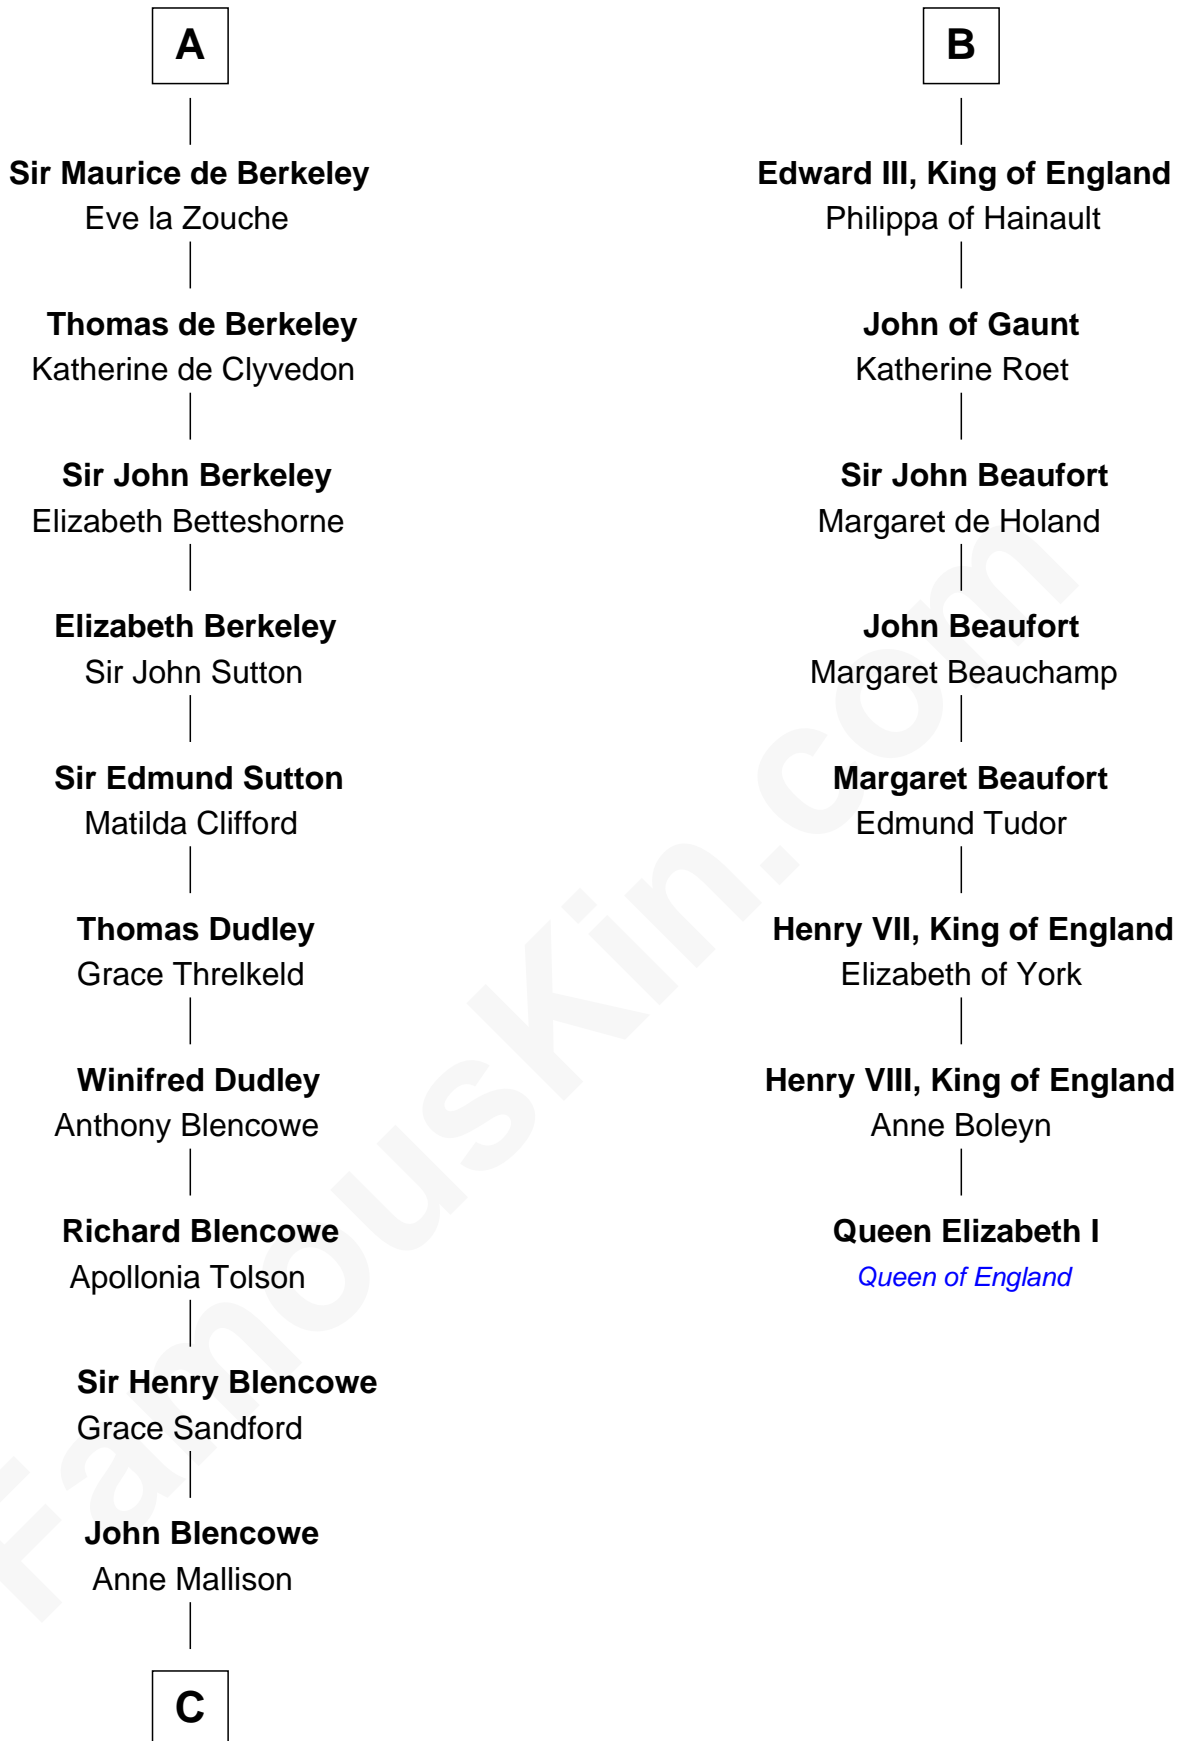 A
Sir Maurice de Berkeley
Eve la Zouche
Thomas de Berkeley
Katherine de Clyvedon
Sir John Berkeley
Elizabeth Betteshorne
Elizabeth Berkeley
Sir John Sutton
Sir Edmund Sutton
Matilda Clifford
Thomas Dudley
Grace Threlkeld
Winifred Dudley
Anthony Blencowe
Richard Blencowe
Apollonia Tolson
Sir Henry Blencowe
Grace Sandford
John Blencowe
Anne Mallison
C
B
Edward III, King of England
Philippa of Hainault
John of Gaunt
Katherine Roet
Sir John Beaufort
Margaret de Holand
John Beaufort
Margaret Beauchamp
Margaret Beaufort
Edmund Tudor
Henry VII, King of England
Elizabeth of York
Henry VIII, King of England
Anne Boleyn
Queen Elizabeth I
Queen of England
FamousKin.com